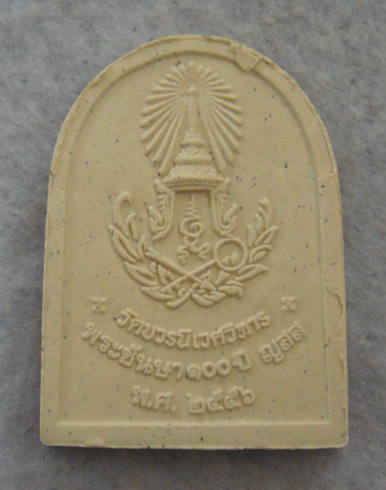 วัดบวรนิเวศวิหาร
พระชันษา ๑๐๐ ปี ญสส
พ.ศ. ๒๕๕๖